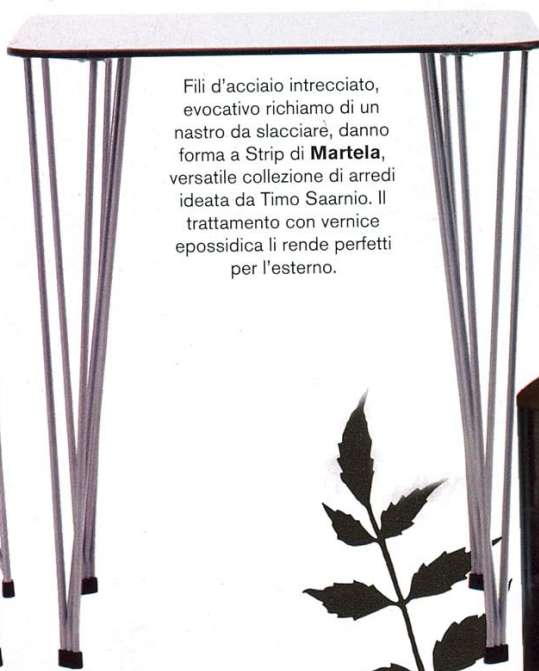 Fili d'acciaio intrecciato,
evocativo richiamo di un
nastro da slacciare, danno
forma a Strip di Martela,
versatile collezione di arredi
ideata da Timo Saarnio. Il
trattamento con vernice
epossidica li rende perfetti
per l'esterno.